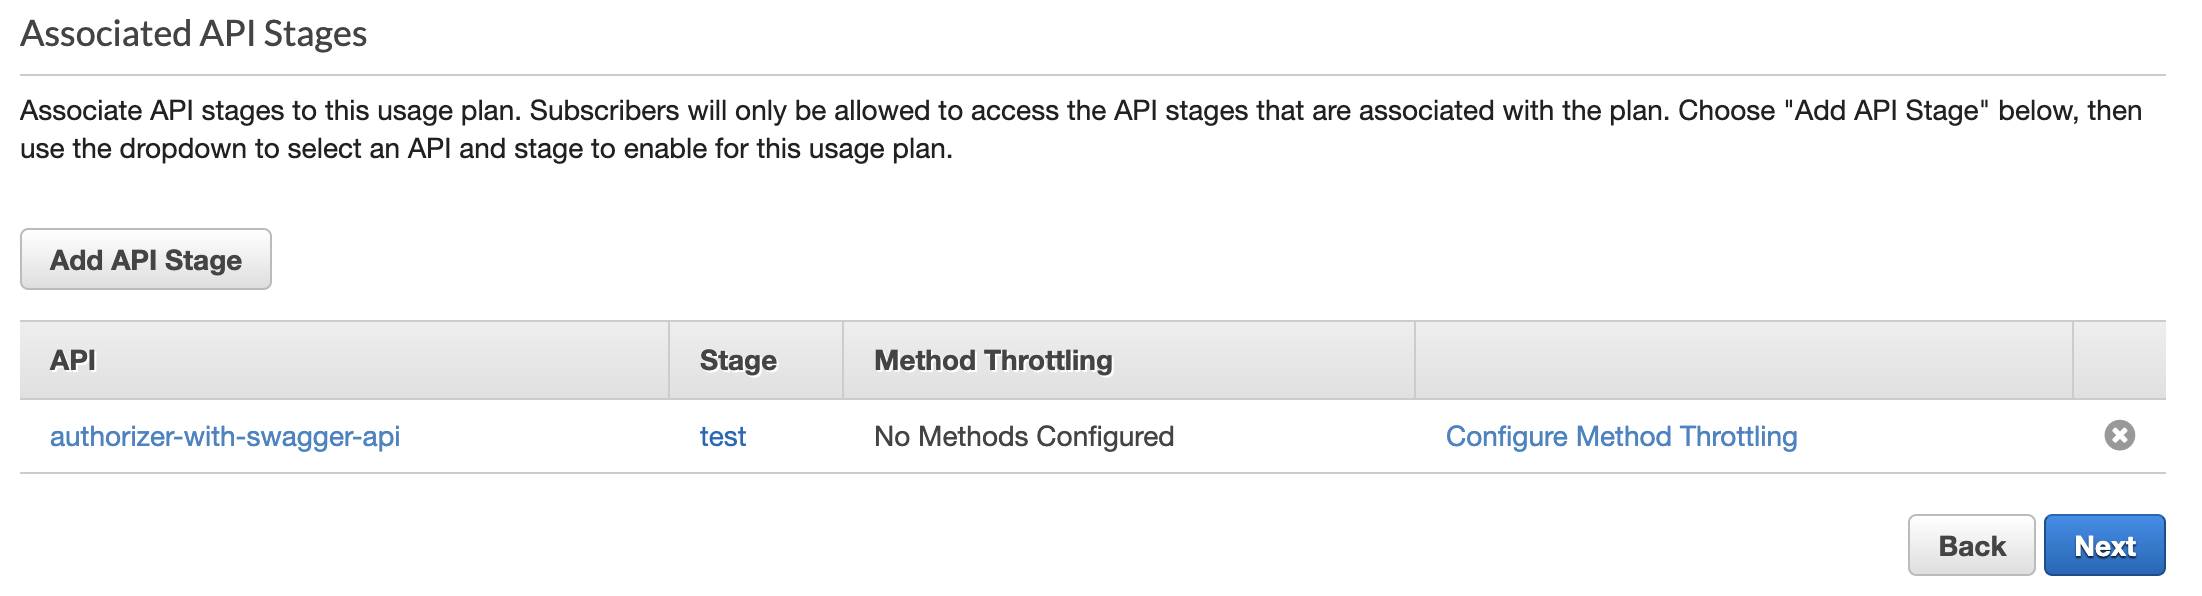 Associated API Stages
Associate API stages to this usage plan. Subscribers will only be allowed to access the API stages that are associated with the plan. Choose "Add API Stage" below, then
use the dropdown to select an API and stage to enable for this usage plan.
Add API Stage
API Stage Method Throttling
authorizer-with-swagger-api test No Methods Configured Configure Method Throttling
Back Next